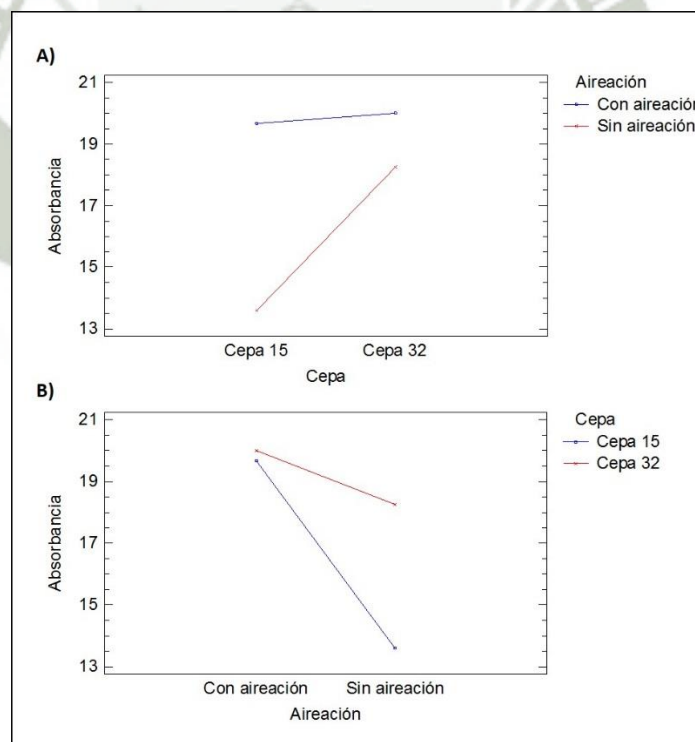 A)
21
19
17
15
13
Absorbancia
Cepa 15 Cepa 32
Cepa
Aireación
Con aireación
Sin aireación
B)
21
19
17
15
13
Absorbancia
Con aireación Sin aireación
Aireación
Cepa
Cepa 15
Cepa 32